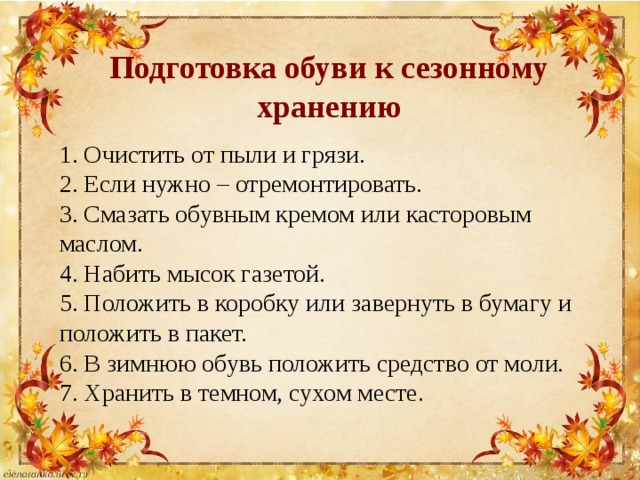 Подготовка обуви к сезонному
хранению
1. Очистить от пыли и грязи.
2. Если нужно – отремонтировать.
3. Смазать обувным кремом или касторовым
маслом.
4. Набить мысок газетой.
5. Положить в коробку или завернуть в бумагу и
положить в пакет.
6. В зимнюю обувь положить средство от моли.
7. Хранить в темном, сухом месте.
elenaranko.ucoz.ru